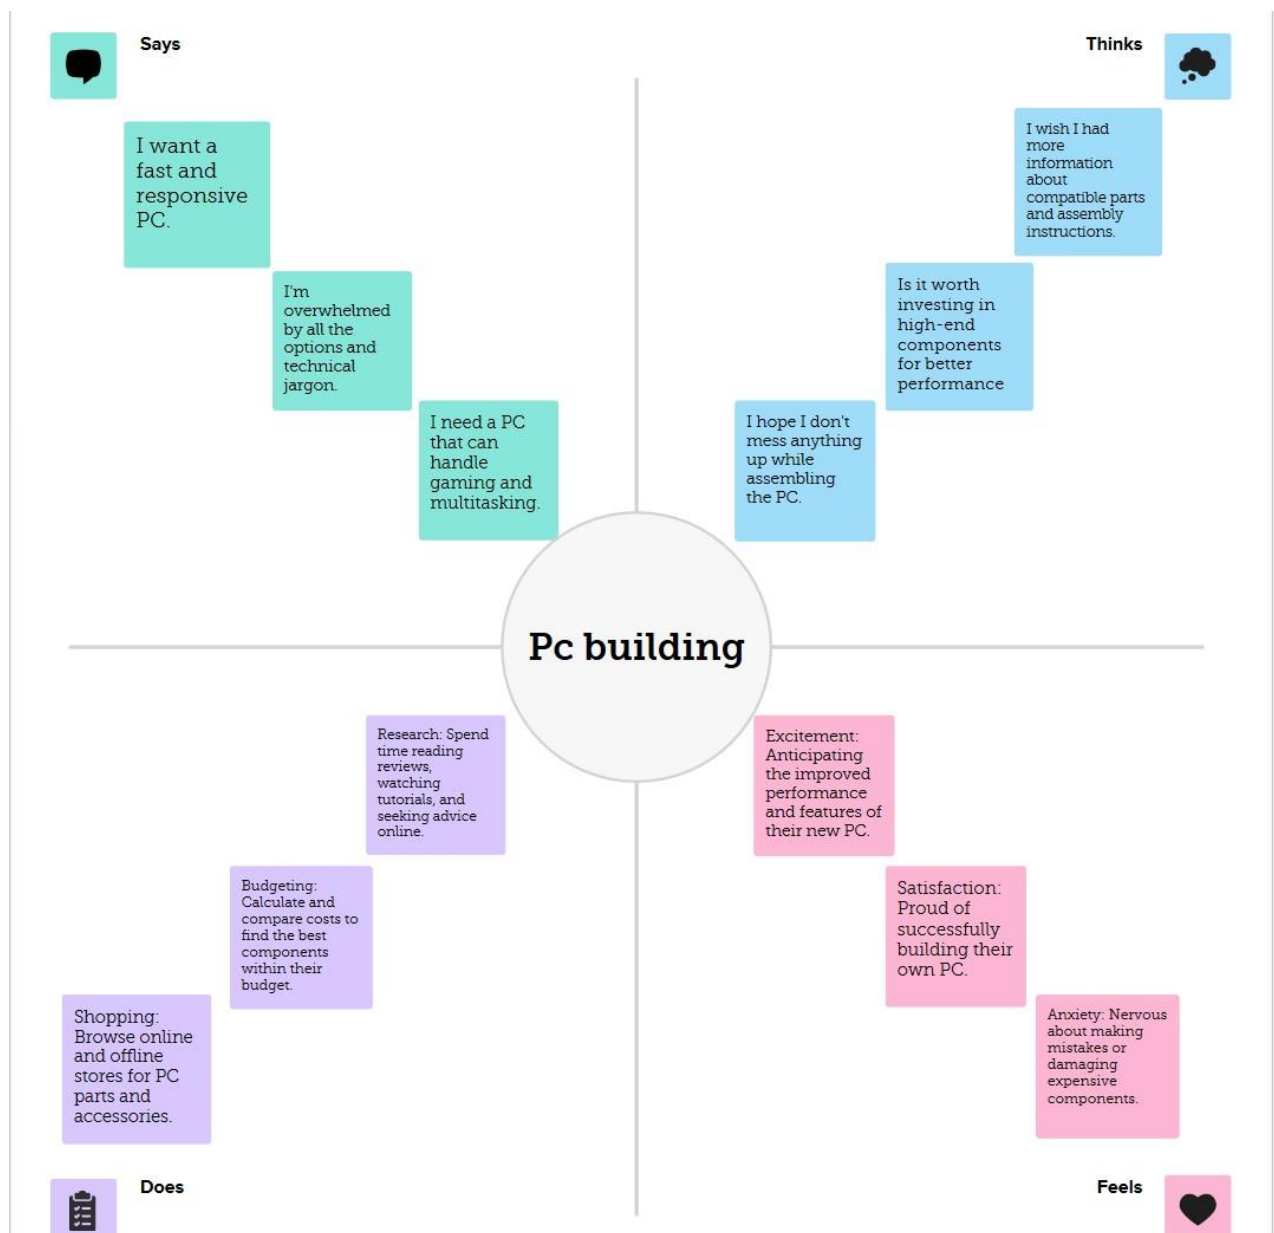 Says
Thinks
I want a
fast and
responsive
PC.
I'm
overwhelmed
by all the
options and
technical
jargon.
I need a PC
that can
handle
gaming and
multitasking.
I wish I had
more
information
about
compatible parts
and assembly
instructions.
Is it worth
investing in
high-end
components
for better
performance
I hope I don't
mess anything
up while
assembling
the PC.
Pc building
Research: Spend
time reading
reviews,
watching
tutorials, and
seeking advice
online.
Budgeting:
Calculate and
compare costs to
find the best
components
within their
budget.
Shopping:
Browse online
and offline
stores for PC
parts and
accessories.
Excitement:
Anticipating
the improved
performance
and features of
their new PC.
Satisfaction:
Proud of
successfully
building their
own PC.
Anxiety: Nervous
about making
mistakes or
damaging
expensive
components.
Does
Feels